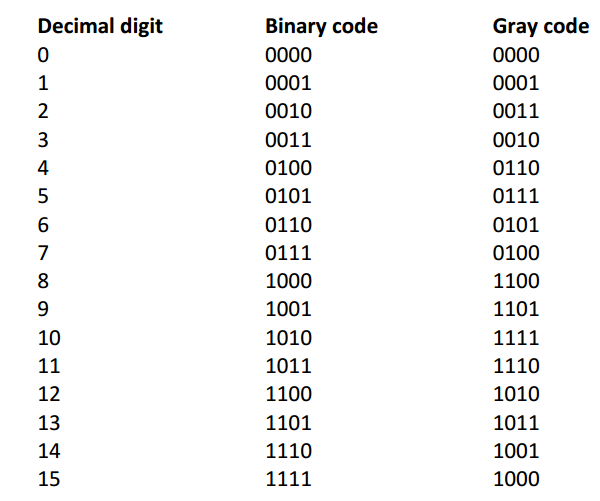 Decimal digit Binary code Gray code
0 0000 0000
1 0001 0001
2 0010 0011
3 0011 0010
4 0100 0110
5 0101 0111
6 0110 0101
7 0111 0100
8 1000 1100
9 1001 1101
10 1010 1111
11 1011 1110
12 1100 1010
13 1101 1011
14 1110 1001
15 1111 1000